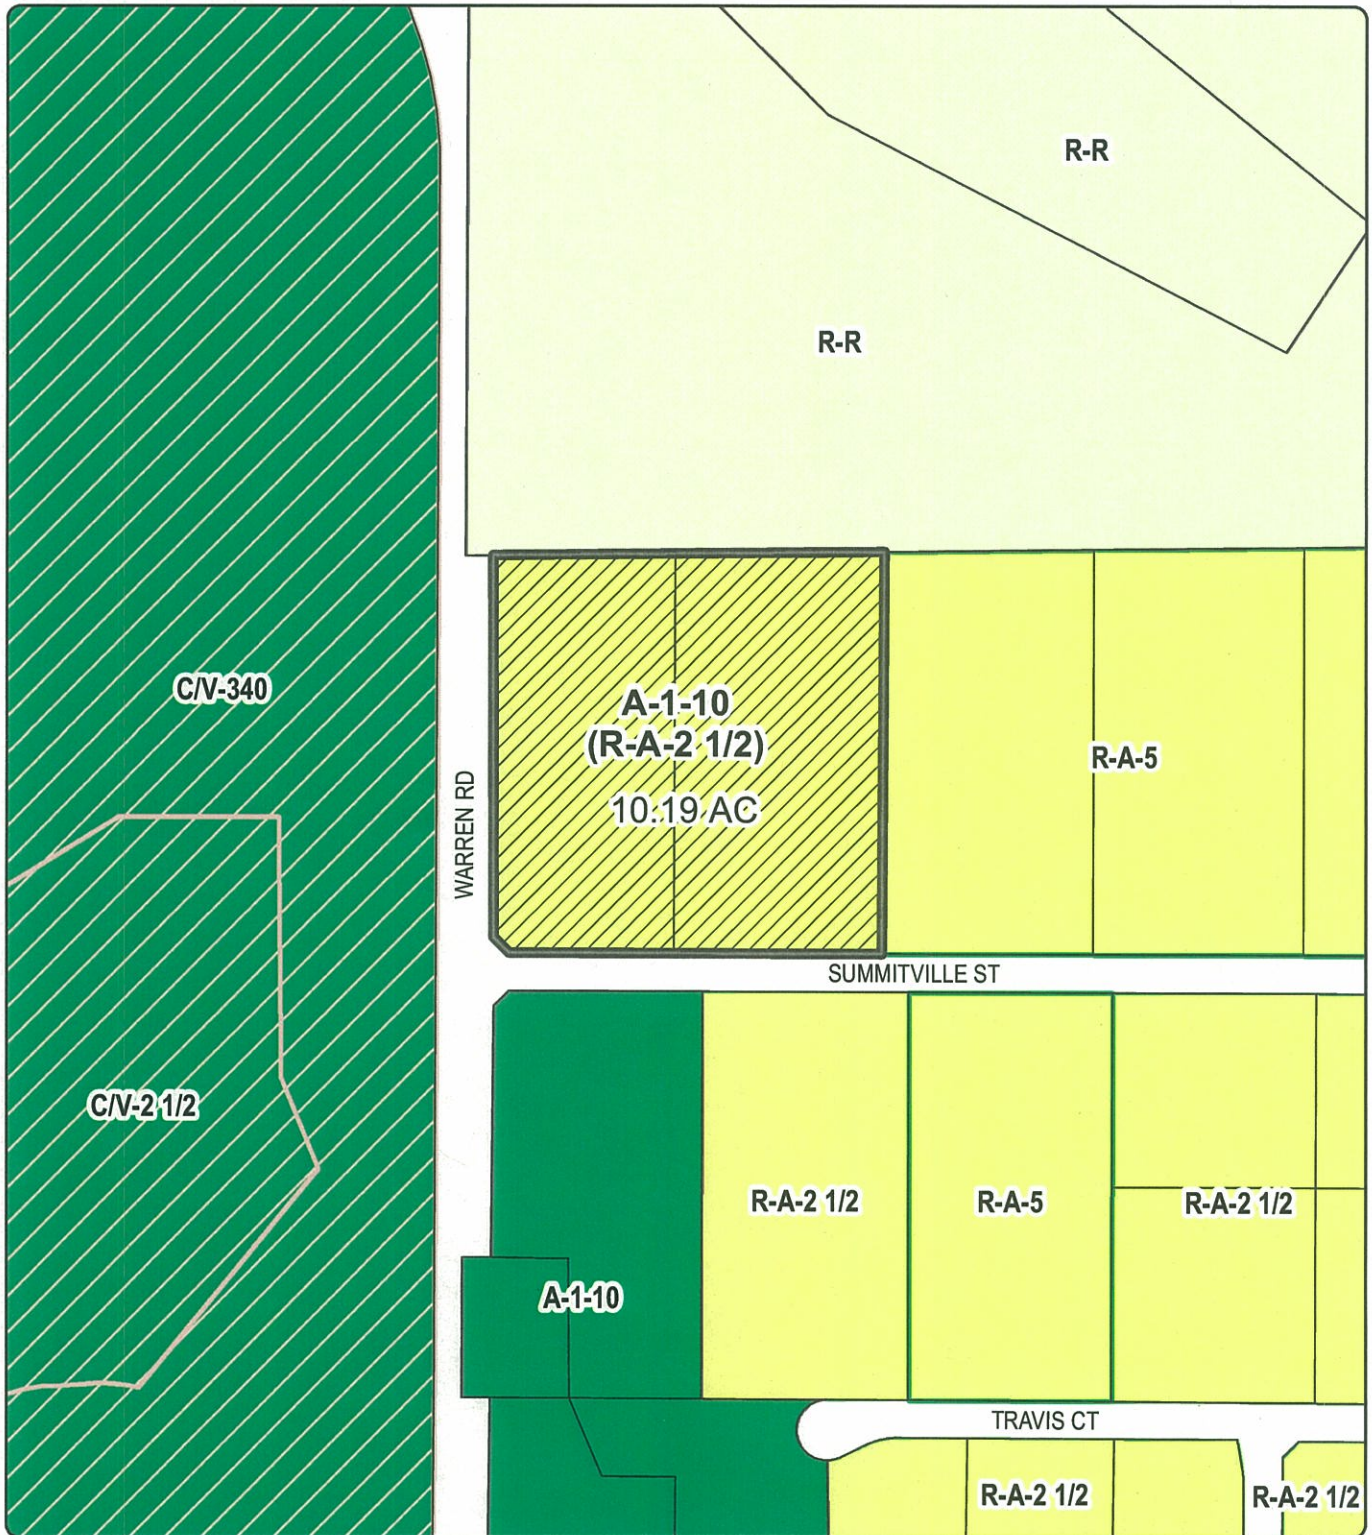 R-R
R-R
C/V-340
A-1-10
(R-A-2 1/2)
10.19 AC
R-A-5
WARREN RD
SUMMITVILLE ST
C/V-2 1/2
R-A-2 1/2
R-A-5
R-A-2 1/2
A-1-10
TRAVIS CT
R-A-2 1/2
R-A-2 1/2